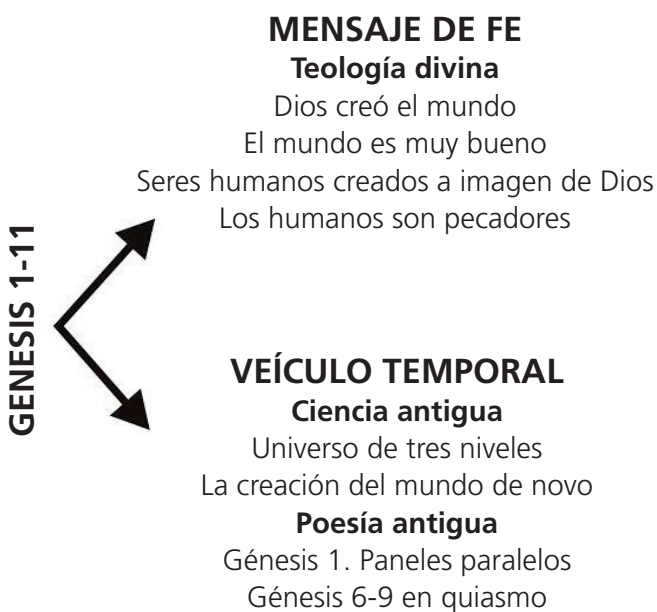 MENSAJE DE FE
Teología divina
Dios creó el mundo
El mundo es muy bueno
Seres humanos creados a imagen de Dios
Los humanos son pecadores
GENESIS 1-11
VEÍCULO TEMPORAL
Ciencia antigua
Universo de tres niveles
La creación del mundo de novo
Poesía antigua
Génesis 1. Paneles paralelos
Génesis 6-9 en quiasmo